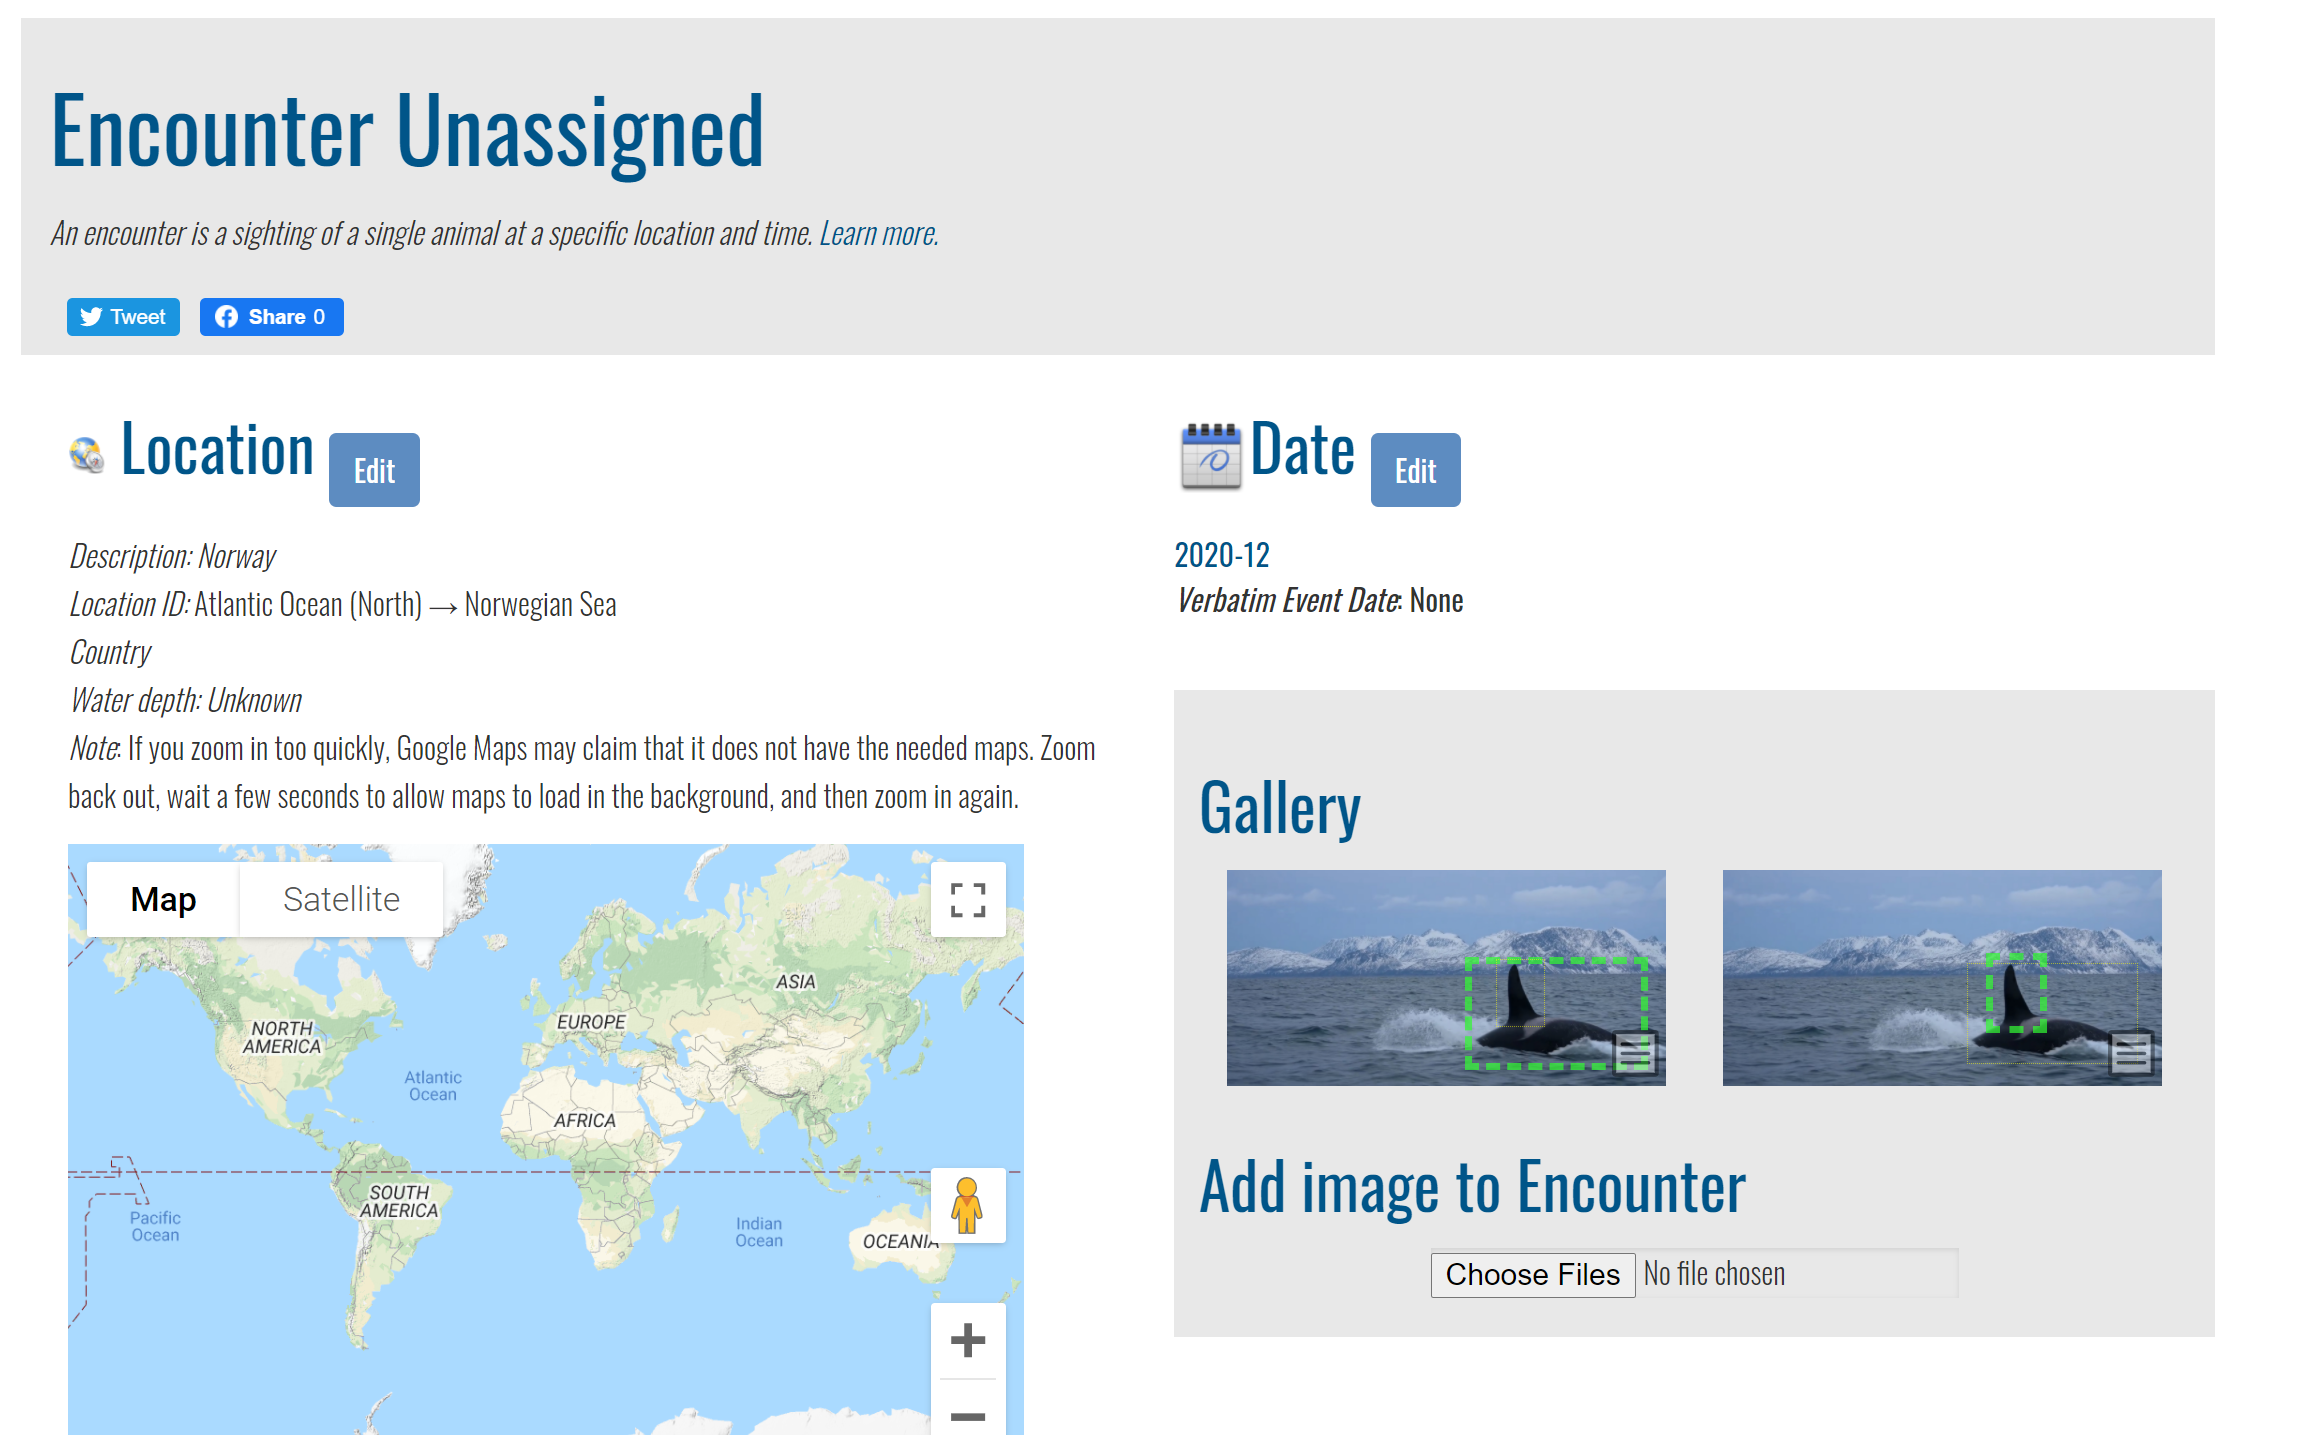 Encounter Unassigned
An encounter is a sighting of a single animal at a specific location and time. Learn more.
Tweet
Share 0
Location
Edit
Description: Norway
Location ID: Atlantic Ocean (North) → Norwegian Sea
Country
Water depth: Unknown
Note: If you zoom in too quickly, Google Maps may claim that it does not have the needed maps. Zoom
back out, wait a few seconds to allow maps to load in the background, and then zoom in again.
Map
Satellite
ASIA
NORTH
AMERICA
EUROPE
Atlantic
Ocean
AFRICA
SOUTH
AMERICA
Pacific
Ocean
Indian
Ocean
OCEANIA
Date
Edit
2020-12
Verbatim Event Date: None
Gallery
Add image to Encounter
Choose Files
No file chosen